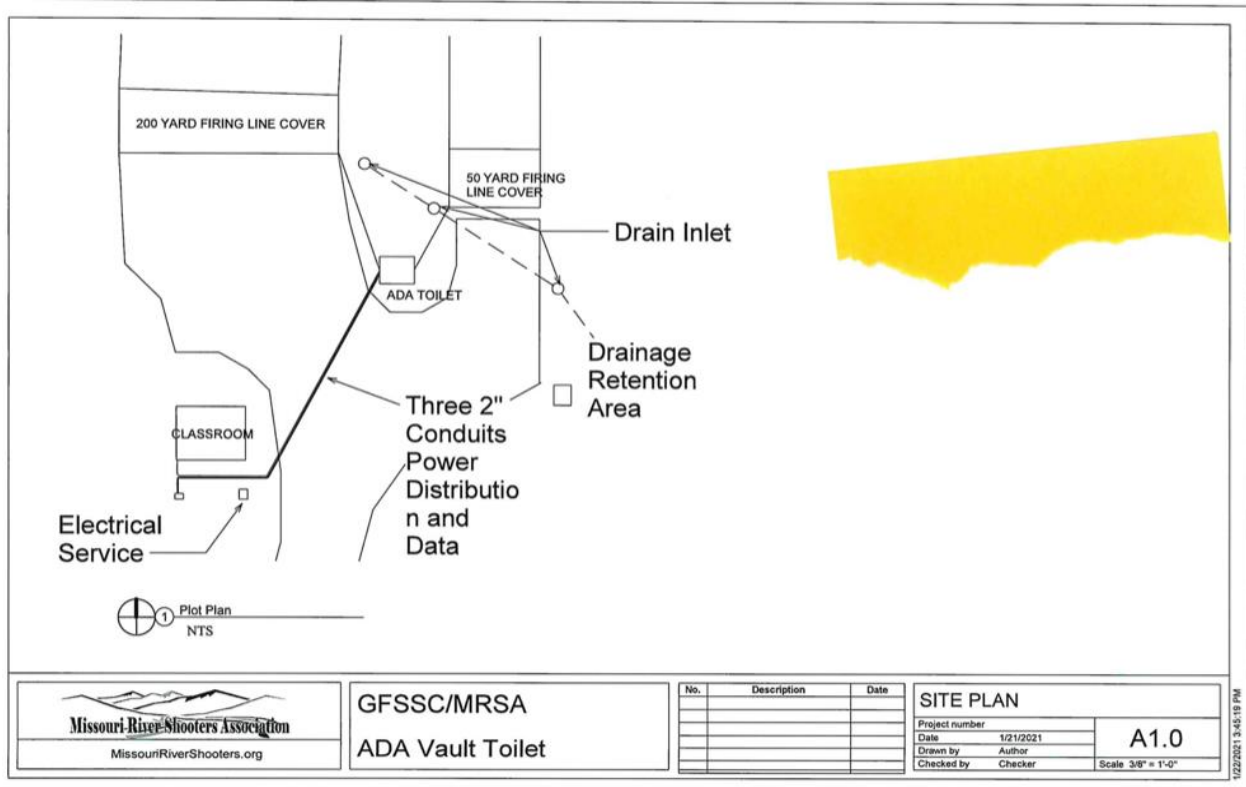 200 YARD FIRING LINE COVER
50 YARD FIRING
LINE COVER
Drain Inlet
ADA TOILET
Drainage
Retention
Area
Three 2"
Conduits
Power
Distributio
n and
Data
CLASSROOM
Electrical
Service
1
Plot Plan
NTS
Missouri River Shooters Association
MissouriRiverShooters.org
GFSSC/MRSA
ADA Vault Toilet
No. Description Date
SITE PLAN
Project number
Date 1/21/2021
Drawn by Author
Checked by Checker
A1.0
Scale 3/8" = 1'-0"
1/22/2021 3:45:19 PM